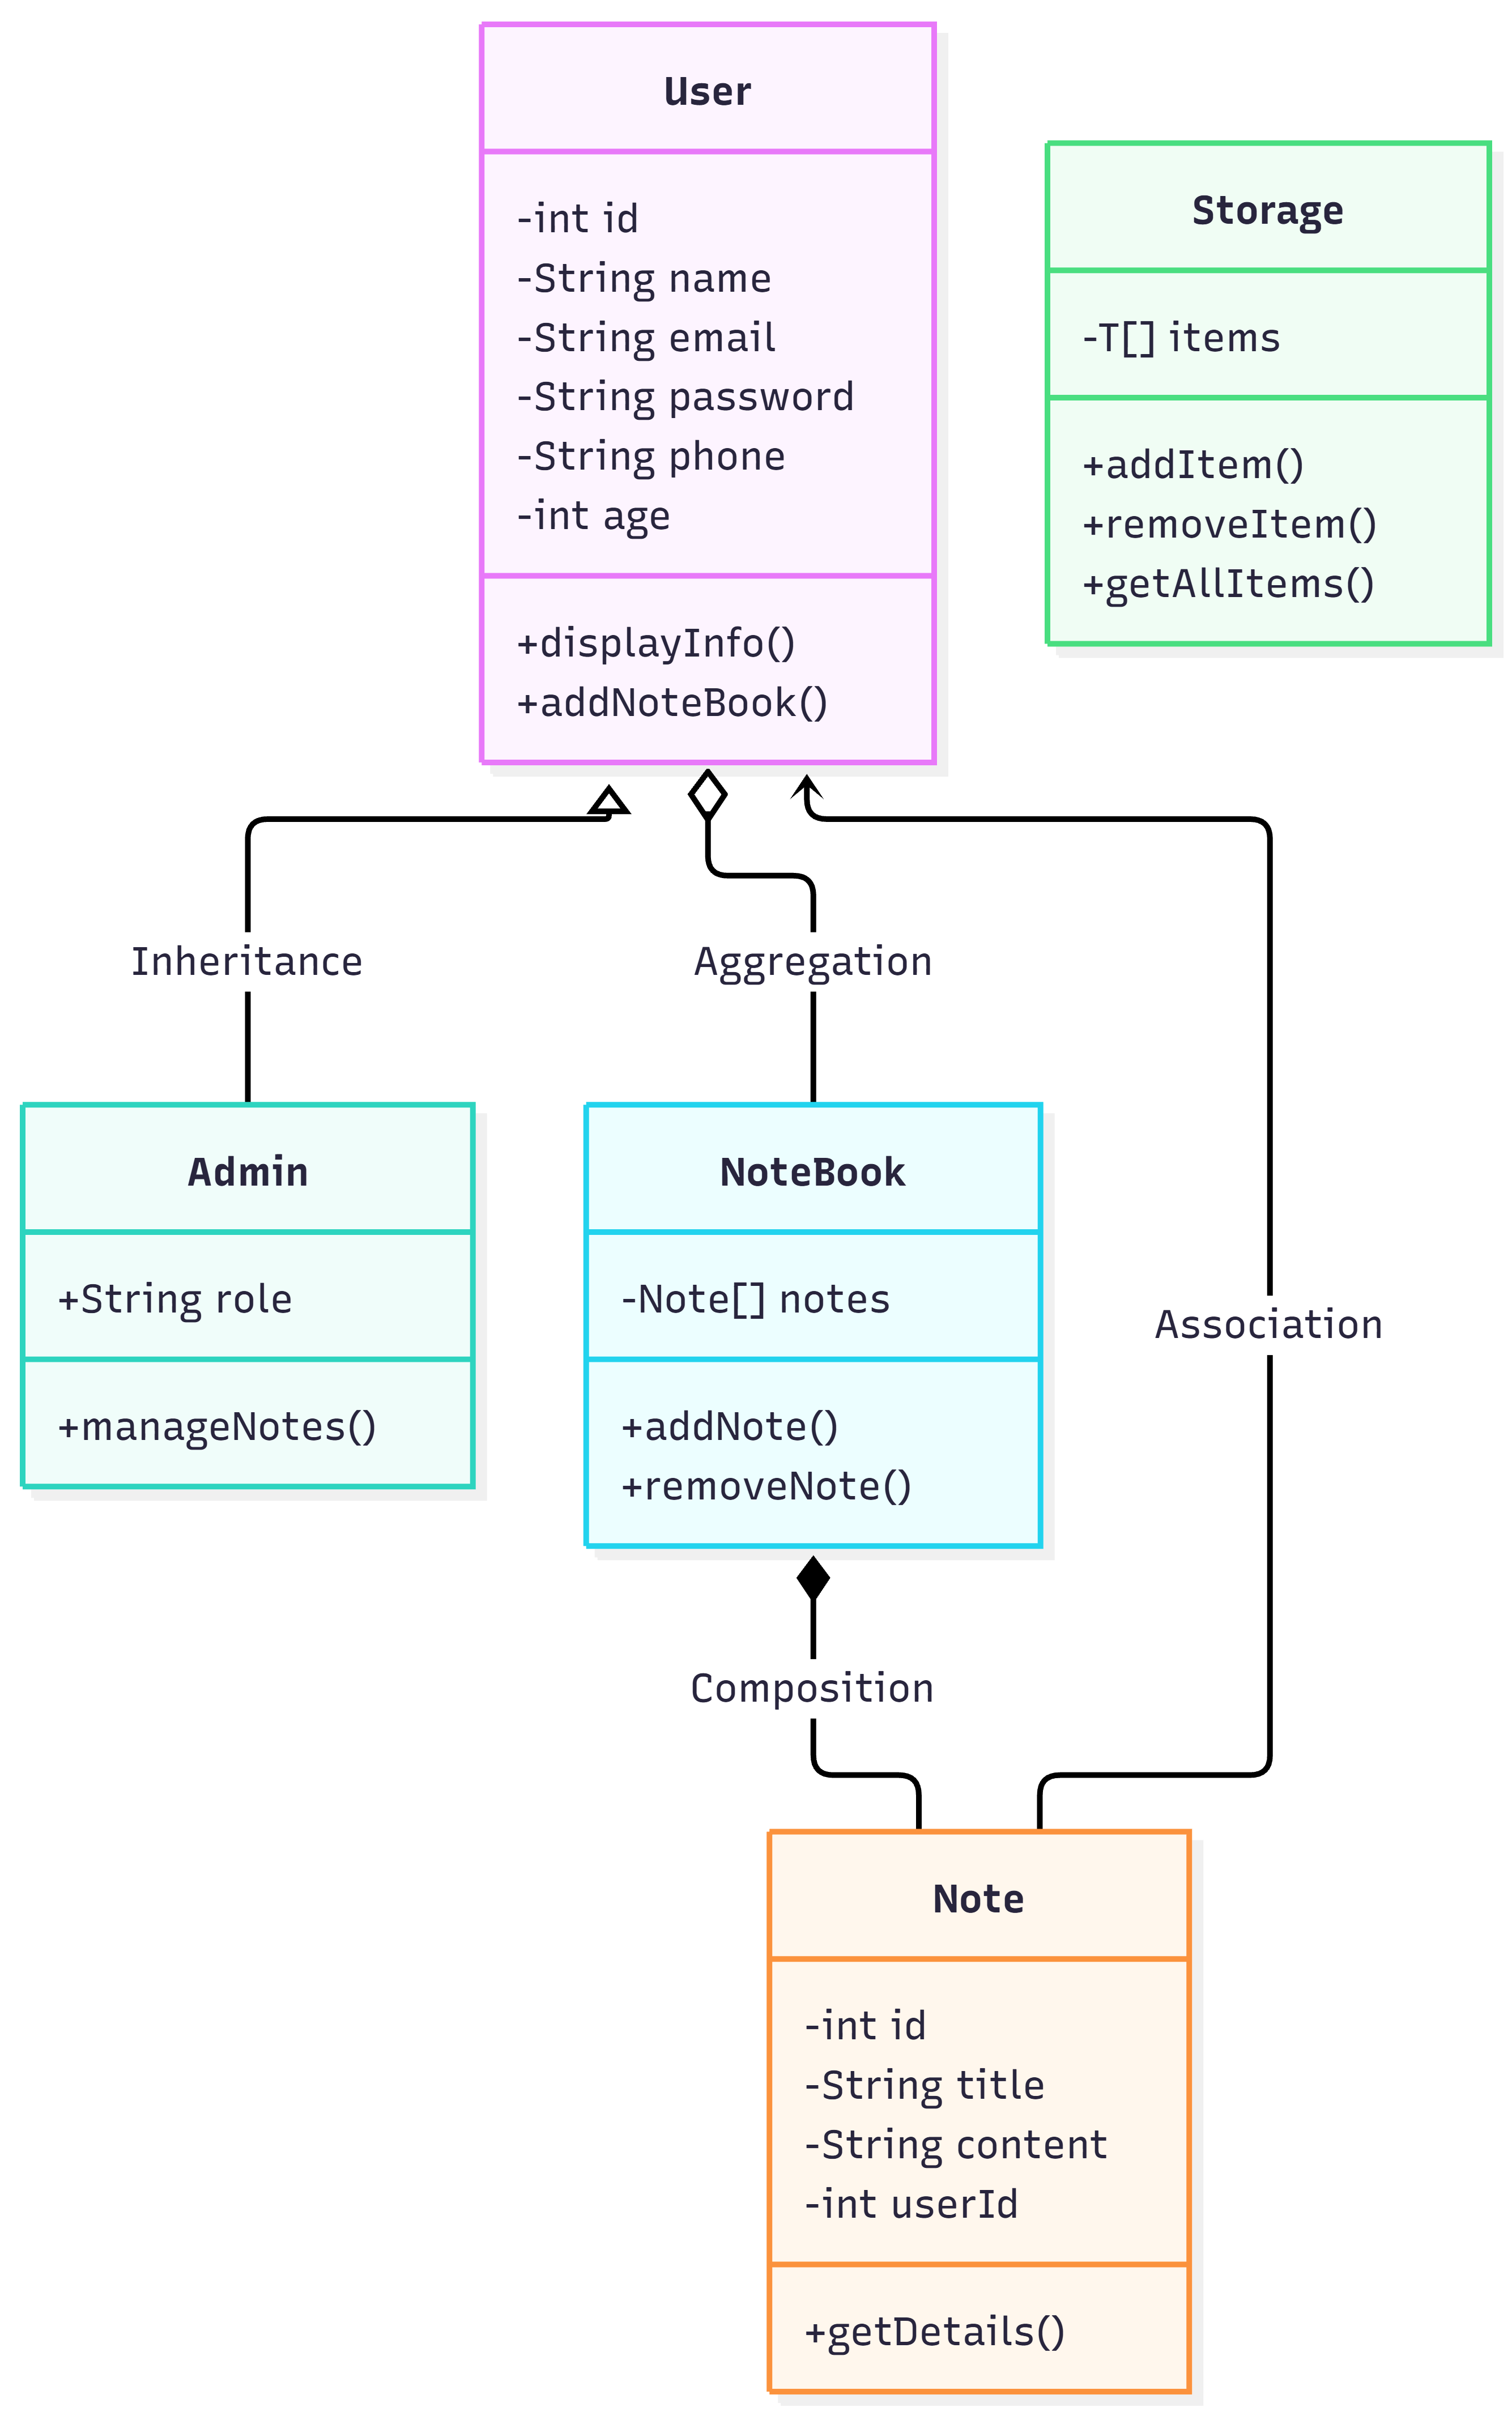 User
-int id
-String name
-String email
-String password
-String phone
-int age
+displayInfo()
+addNoteBook()
Storage
-T[] items
+addItem()
+removeItem()
+getAllItems()
Inheritance
Aggregation
Association
Admin
+String role
+manageNotes()
NoteBook
-Note[] notes
+addNote()
+removeNote()
Composition
Note
-int id
-String title
-String content
-int userId
+getDetails()